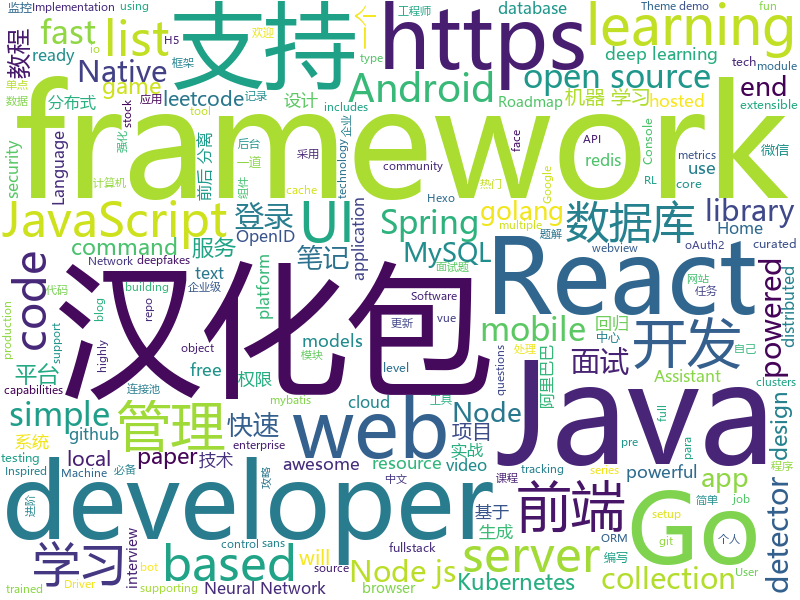 监控 Implementation
H5
using
工程师
Theme demo
fun
教程
fast
list
支持
https
database
欢迎
learning
io
框架
type
单点
ready
Native
个
Android
deep learning
tech
数据
应用
game
leetcode
记录
open source
module
分布式
设计
tool
includes
Roadmap
机器 学习
end
hosted
extensible
framework
security
Language
强化
stock
前后 分离
后台
一道
企业
采用
API
redis
Console
metrics
use
微信
计算机
组件
technology
cache
community
face
Google
热门
RL
core
JavaScript
登录
UI
Spring
golang
数据库
library
Hexo
multiple
题解
webview
oAuth2
command
服务
OpenID
application
MySQL
Home
curated
code
汉化包
React
powered
distributed
Network
deepfakes
笔记
text
platform
production
blog
repo
企业级
代码
building
Software
vue
mobile
回归
任务
网站
models
面试题
开发
support
更新
模块
object
level
处理
自己
平台
free
权限
cloud
中心
阿里巴巴
面试
Assistant
capabilities
highly
连接池
mybatis
工具
questions
clusters
simple
管理
快速
web
Node
Java
github
项目
full
pre
para
testing
系统
local
技术
enterprise
实战
app
design
Inspired
Machine
必备
paper
awesome
video
resource
课程
tracking
powerful
程序
developer
前端
Go
detector
进阶
interview
攻略
中文
series
简单
job
学习
based
control
sans
基于
server
setup
git
ORM
编写
个人
will
fullstack
生成
collection
trained
Driver
bot
supporting
Neural Network
source
Node js
browser
Kubernetes
User